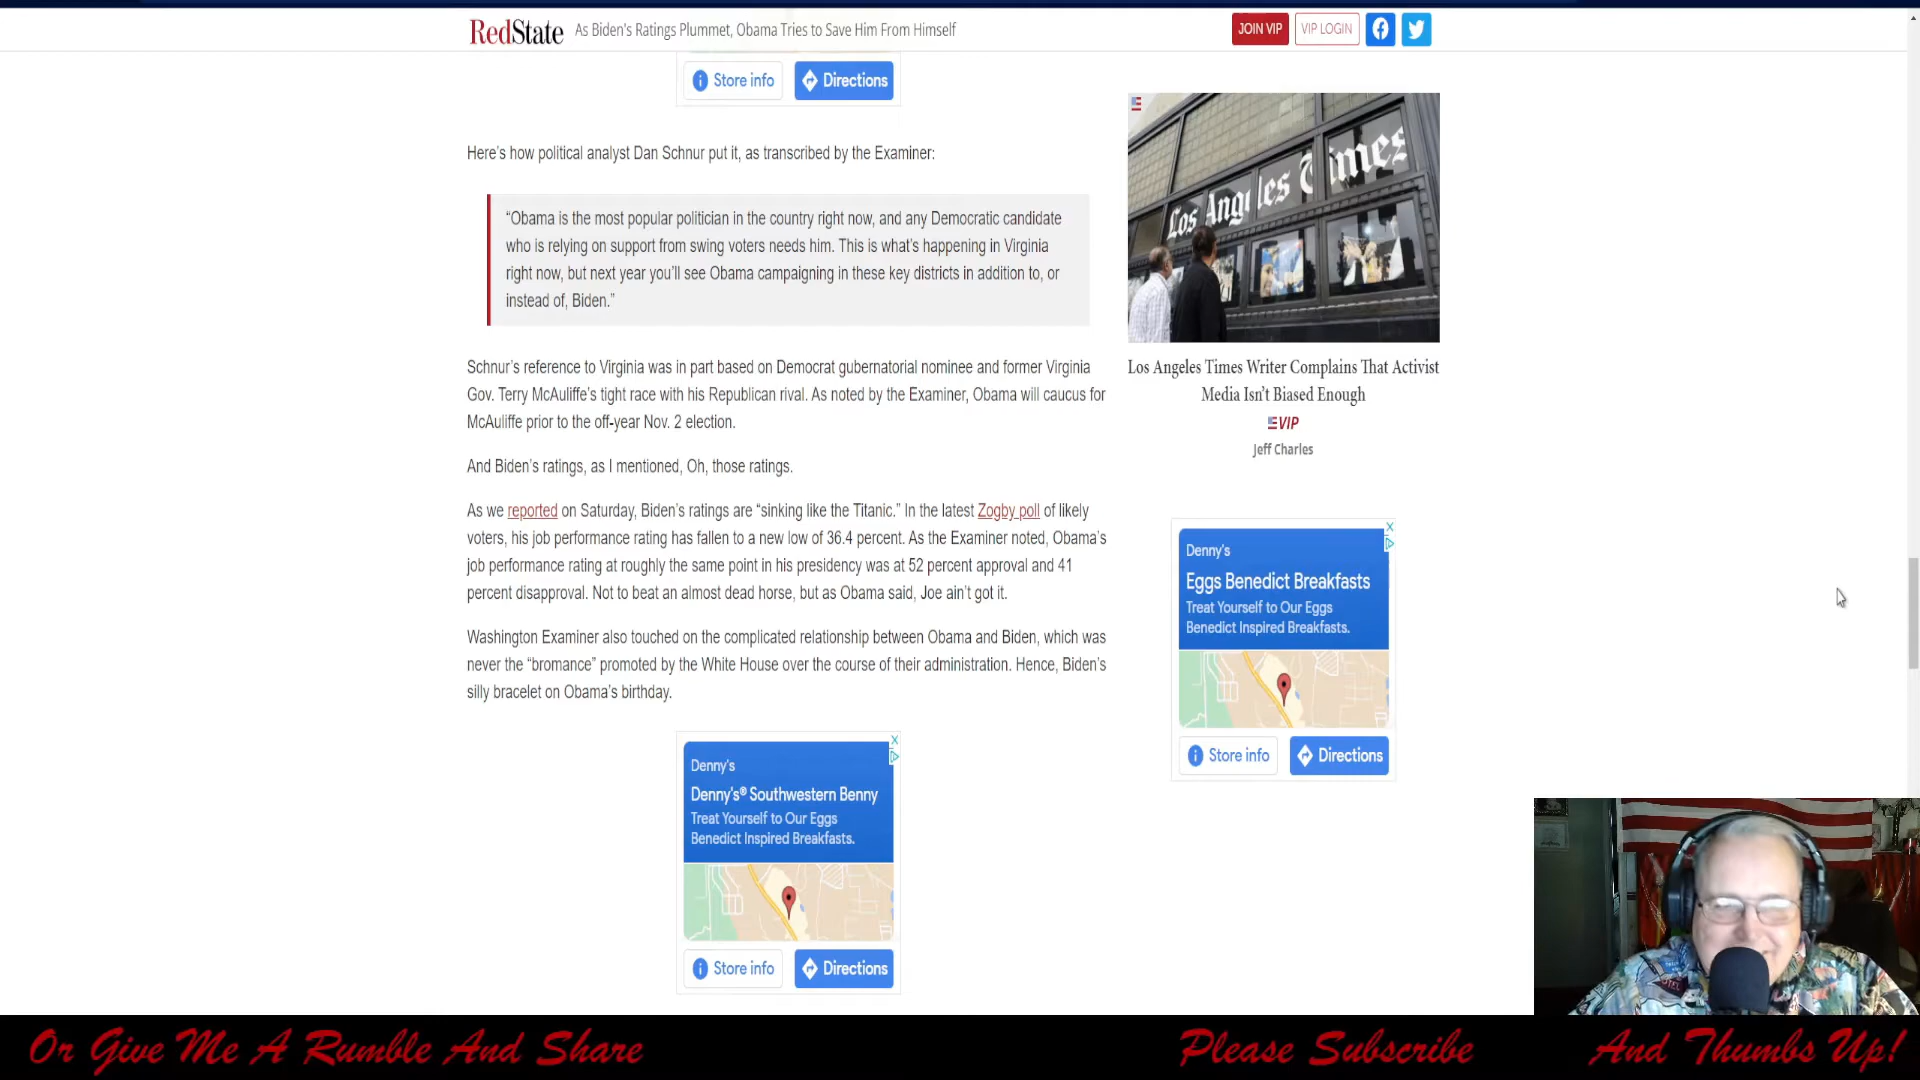 RedState
As Biden's Ratings Plummet, Obama Tries to Save Him From Himself
JOIN VIP
VIP LOGIN
Store info
Directions
Here's how political analyst Dan Schnur put it, as transcribed by the Examiner:
“Obama is the most popular politician in the country right now, and any Democratic candidate
who is relying on support from swing voters needs him. This is what’s happening in Virginia
right now, but next year you’ll see Obama campaigning in these key districts in addition to, or
instead of, Biden.”
Schnur’s reference to Virginia was in part based on Democrat gubernatorial nominee and former Virginia
Gov. Terry McAuliffe’s tight race with his Republican rival. As noted by the Examiner, Obama will caucus for
McAuliffe prior to the off-year Nov. 2 election.
And Biden’s ratings, as I mentioned, Oh, those ratings.
As we reported on Saturday, Biden’s ratings are “sinking like the Titanic.” In the latest Zogby poll of likely
voters, his job performance rating has fallen to a new low of 36.4 percent. As the Examiner noted, Obama’s
job performance rating at roughly the same point in his presidency was at 52 percent approval and 41
percent disapproval. Not to beat an almost dead horse, but as Obama said, Joe ain’t got it.
Washington Examiner also touched on the complicated relationship between Obama and Biden, which was
never the “bromance” promoted by the White House over the course of their administration. Hence, Biden’s
silly bracelet on Obama’s birthday.
Denny's
Denny's® Southwestern Benny
Treat Yourself to Our Eggs
Benedict Inspired Breakfasts.
Store info
Directions
Los Angeles Times
Los Angeles Times Writer Complains That Activist
Media Isn't Biased Enough
VIP
Jeff Charles
Denny's
Eggs Benedict Breakfasts
Treat Yourself to Our Eggs
Benedict Inspired Breakfasts.
Store info
Directions
Or Give Me A Rumble And Share
Please Subscribe
And Thumbs Up!